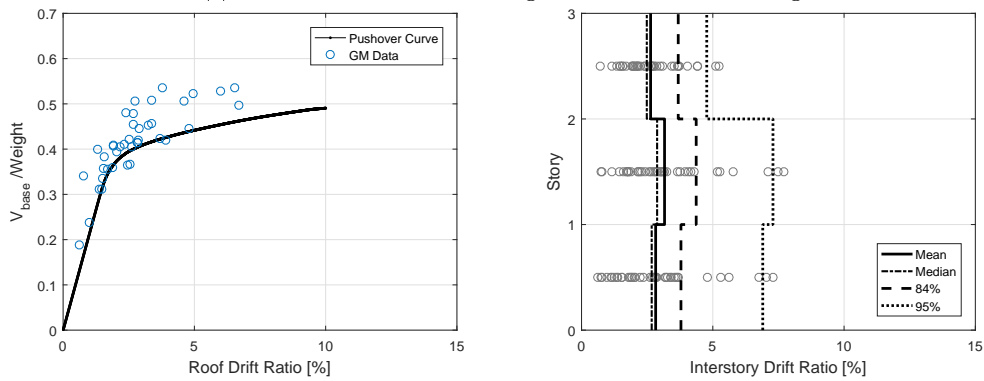 0.7
0.6
0.5
0.4
0.3
0.2
0.1
0
V_base /Weight
0
5
10
15
Roof Drift Ratio [%]
Pushover Curve
GM Data
3
2
1
0
Story
0
5
10
15
Interstory Drift Ratio [%]
Mean
Median
84%
95%